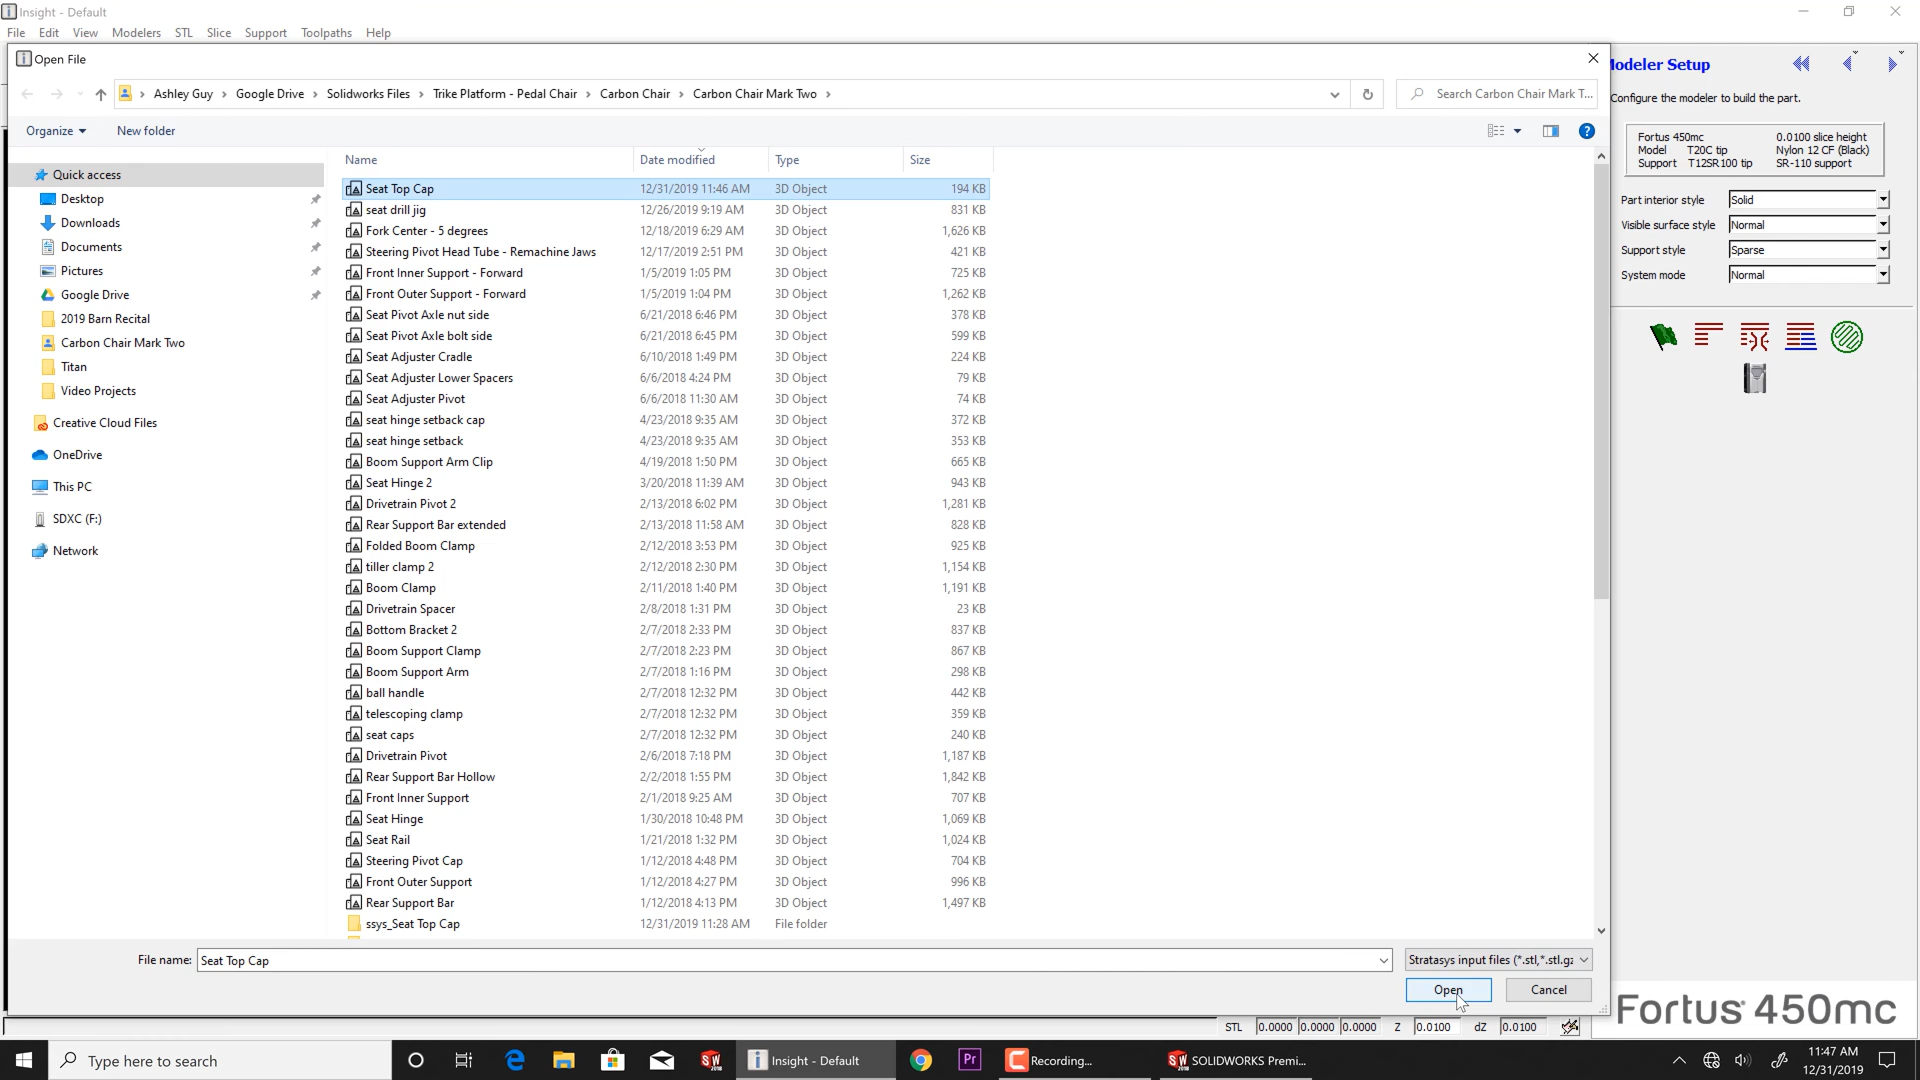 Insight - Default
File Edit View Modelers STL Slice Support Toolpaths Help
Open File
Ashley Guy › Google Drive › Solidworks Files › Trike Platform - Pedal Chair › Carbon Chair › Carbon Chair Mark Two ›
Search Carbon Chair Mark T...
Organize New folder
Quick access
Desktop
Downloads
Documents
Pictures
Google Drive
2019 Barn Recital
Carbon Chair Mark Two
Titan
Video Projects
Creative Cloud Files
OneDrive
This PC
SDXC (F:)
Network
Name Date modified Type Size
Seat Top Cap 12/31/2019 11:46 AM 3D Object 194 KB
seat drill jig 12/26/2019 9:19 AM 3D Object 831 KB
Fork Center - 5 degrees 12/18/2019 6:29 AM 3D Object 1,626 KB
Steering Pivot Head Tube - Remachine Jaws 12/17/2019 2:51 PM 3D Object 421 KB
Front Inner Support - Forward 1/5/2019 1:05 PM 3D Object 725 KB
Front Outer Support - Forward 1/5/2019 1:04 PM 3D Object 1,262 KB
Seat Pivot Axle nut side 6/21/2018 6:46 PM 3D Object 378 KB
Seat Pivot Axle bolt side 6/21/2018 6:45 PM 3D Object 599 KB
Seat Adjuster Cradle 6/10/2018 1:49 PM 3D Object 224 KB
Seat Adjuster Lower Spacers 6/6/2018 4:24 PM 3D Object 79 KB
Seat Adjuster Pivot 6/6/2018 11:30 AM 3D Object 74 KB
seat hinge setback cap 4/23/2018 9:35 AM 3D Object 372 KB
seat hinge setback 4/23/2018 9:35 AM 3D Object 353 KB
Boom Support Arm Clip 4/19/2018 1:50 PM 3D Object 665 KB
Seat Hinge 2 3/20/2018 11:39 AM 3D Object 943 KB
Drivetrain Pivot 2 2/13/2018 6:02 PM 3D Object 1,281 KB
Rear Support Bar extended 2/13/2018 11:58 AM 3D Object 828 KB
Folded Boom Clamp 2/12/2018 3:53 PM 3D Object 925 KB
tiller clamp 2 2/12/2018 2:30 PM 3D Object 1,154 KB
Boom Clamp 2/11/2018 1:40 PM 3D Object 1,191 KB
Drivetrain Spacer 2/8/2018 1:31 PM 3D Object 23 KB
Bottom Bracket 2 2/7/2018 2:33 PM 3D Object 837 KB
Boom Support Clamp 2/7/2018 2:23 PM 3D Object 867 KB
Boom Support Arm 2/7/2018 1:16 PM 3D Object 298 KB
ball handle 2/7/2018 12:32 PM 3D Object 442 KB
telescoping clamp 2/7/2018 12:32 PM 3D Object 359 KB
seat caps 2/7/2018 12:32 PM 3D Object 240 KB
Drivetrain Pivot 2/6/2018 7:18 PM 3D Object 1,187 KB
Rear Support Bar Hollow 2/2/2018 1:55 PM 3D Object 1,842 KB
Front Inner Support 2/1/2018 9:25 AM 3D Object 707 KB
Seat Hinge 1/30/2018 10:48 PM 3D Object 1,069 KB
Seat Rail 1/21/2018 1:32 PM 3D Object 1,024 KB
Steering Pivot Cap 1/12/2018 4:48 PM 3D Object 704 KB
Front Outer Support 1/12/2018 4:27 PM 3D Object 996 KB
Rear Support Bar 1/12/2018 4:13 PM 3D Object 1,497 KB
ssys_Seat Top Cap 12/31/2019 11:28 AM File folder
File name: Seat Top Cap
Stratasys input files (*.stl,*.stl.gz
Open Cancel
Modeler Setup
Configure the modeler to build the part.
Fortus 450mc 0.0100 slice height
Model T20C tip Nylon 12 CF (Black)
Support T12SR100 tip SR-110 support
Part interior style Solid
Visible surface style Normal
Support style Sparse
System mode Normal
Fortus 450mc
STL 0.0000 0.0000 0.0000 Z 0.0100 dZ 0.0100
Type here to search
Insight - Default
Pr
Recording...
SOLIDWORKS Premi...
11:47 AM
12/31/2019